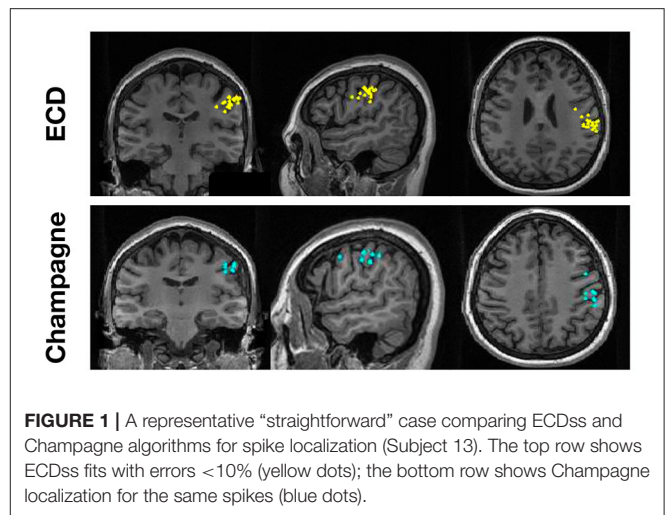 ECD
Champagne
FIGURE 1 | A representative “straightforward” case comparing ECDss and
Champagne algorithms for spike localization (Subject 13). The top row shows
ECDss fits with errors <10% (yellow dots); the bottom row shows Champagne
localization for the same spikes (blue dots).